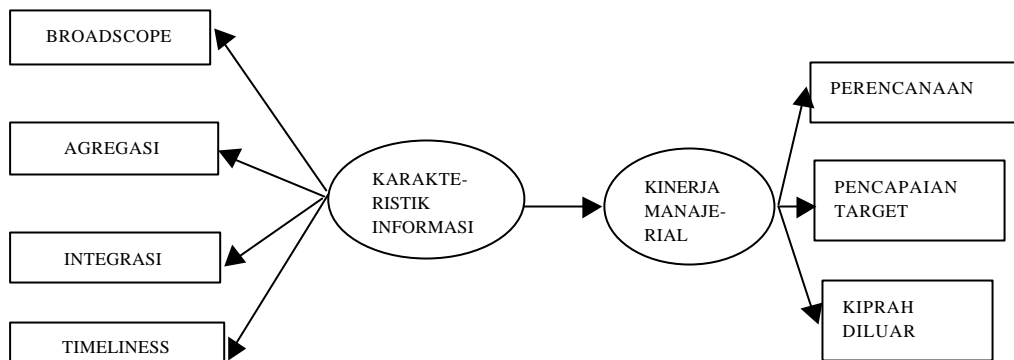 BROADSCOPE
AGREGASI
INTEGRASI
TIMELINESS
KARAKTE-
RISTIK
INFORMASI
KINERJA
MANAJE-
RIAL
PERENCANAAN
PENCAPAIAN
TARGET
KIPRAH
DILUAR